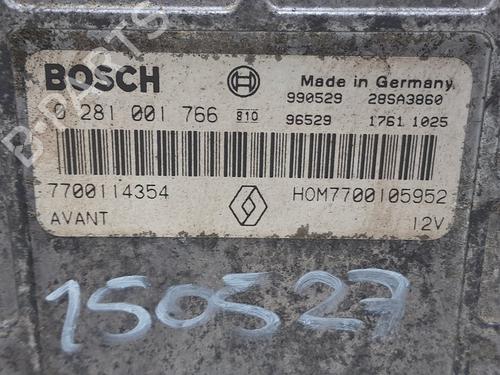 B-PARTS
BOSCH
Made in Germany
0 281 001 766 810
990529 28SA3860
96529 1761 1025
7700114354
HOM7700105952
AVANT
12V
150527